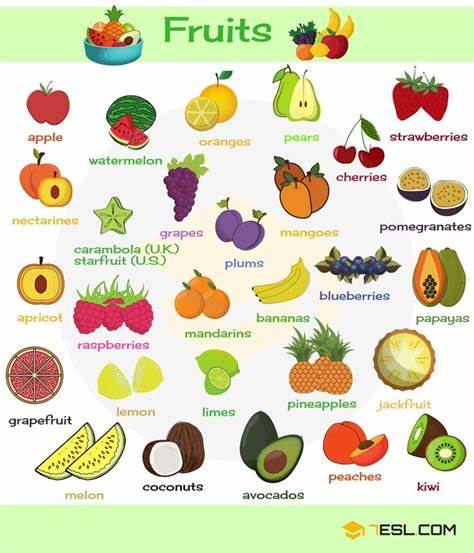 Fruits
apple
watermelon
oranges
pears
strawberries
nectarines
grapes
mangoes
cherries
pomegranates
carambola (U.K.)
starfruit (U.S.)
plums
apricot
raspberries
mandarins
bananas
blueberries
papayas
grapefruit
lemon
limes
pineapples
jackfruit
melon
coconuts
avocados
peaches
kiwi
7ESL.COM